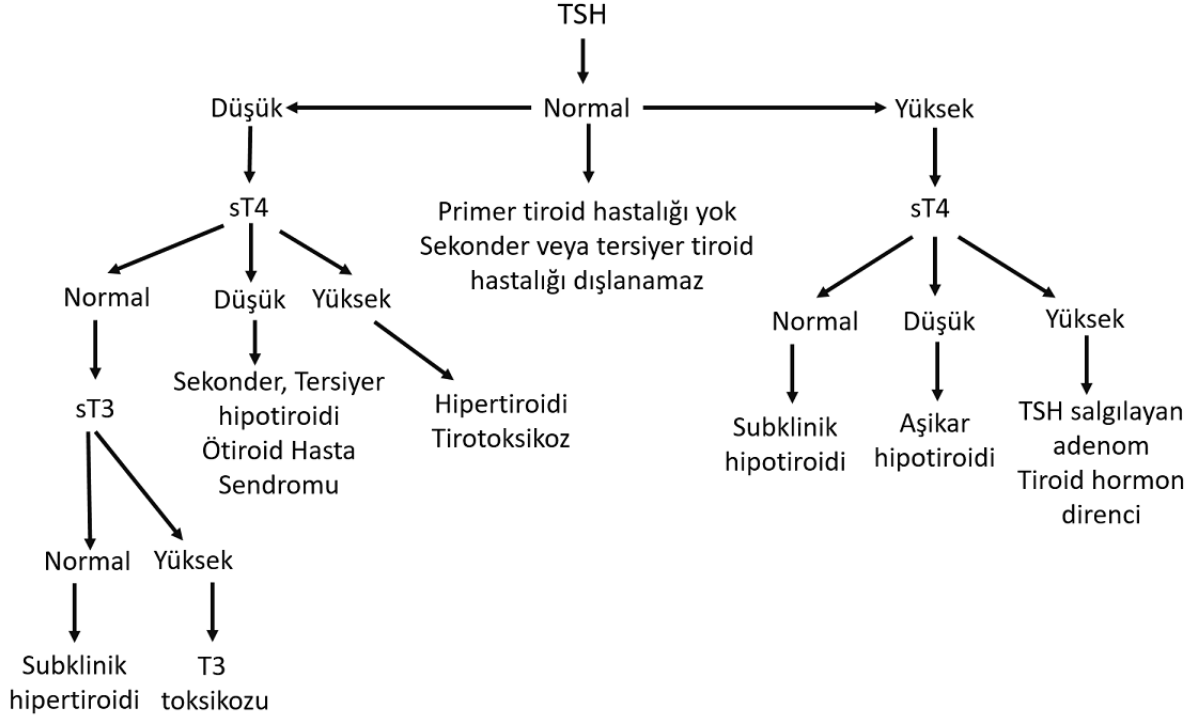 TSH
Düşük
Normal
Yüksek
sT4
Primer tiroid hastalığı yok
Sekonder veya tersiyer tiroid
hastalığı dışlanamaz
sT4
Normal
Düşük
Yüksek
Normal
Düşük
Yüksek
sT3
Sekonder, Tersiyer
hipotiroidi
Ötiroid Hasta
Sendromu
Hipertiroidi
Tirotoksikoz
Subklinik
hipotiroidi
Aşikar
hipotiroidi
TSH salgılayan
adenom
Tiroid hormon
direnci
Normal
Yüksek
Subklinik
hipertiroidi
T3
toksikozu